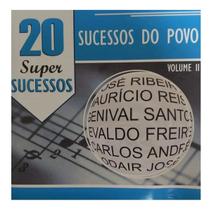 20
Super
SUCESSOS
SUCESSOS DO POVO
VOLUME II
JOSÉ RIBEIR
MAURÍCIO REIS
GENIVAL SANTOS
EVALDO FREIRE
CARLOS ANDRÉ
ODAIR JOSÉ